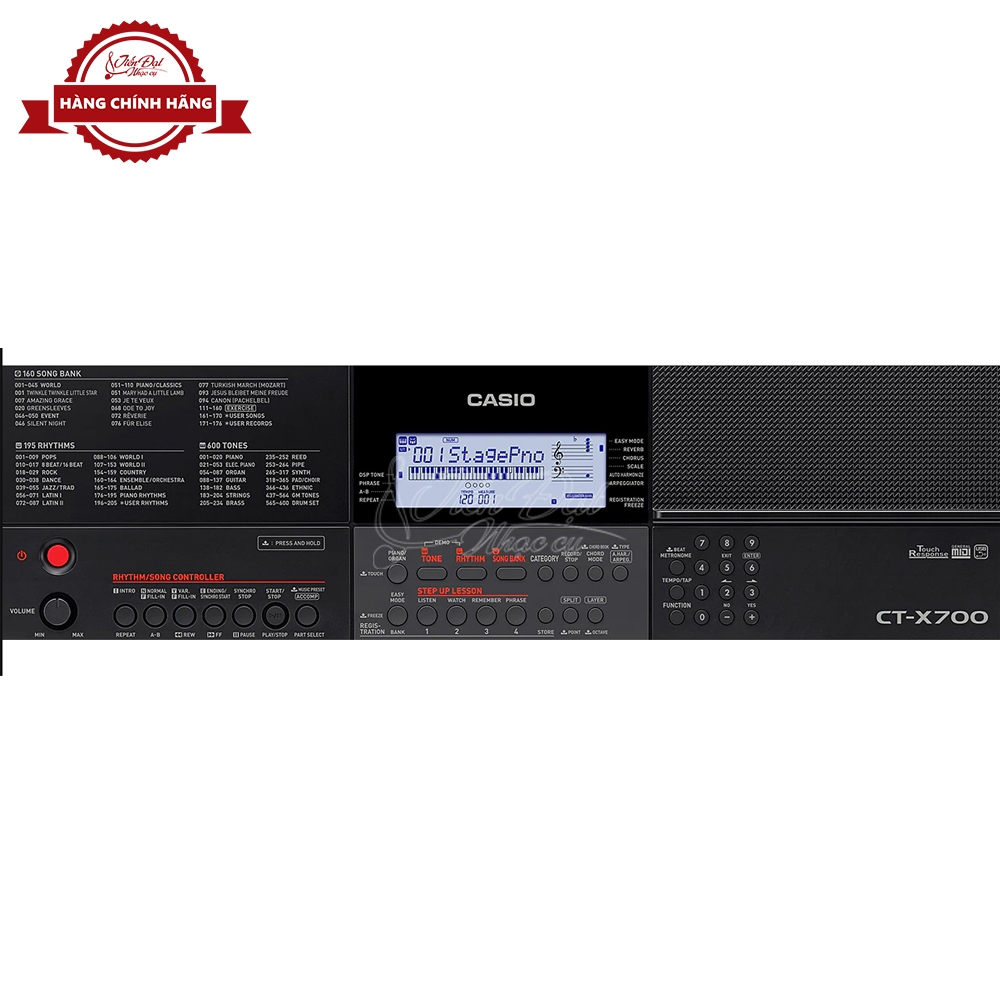 Tiến Đạt
Nhạc cụ
HÀNG CHÍNH HÃNG
160 SONG BANK
001-045 WORLD
001 TWINKLE TWINKLE LITTLE STAR
007 AMAZING GRACE
020 GREENSLEEVES
046-050 EVENT
046 SILENT NIGHT
051-110 PIANO/CLASSICS
051 MARY HAD A LITTLE LAMB
053 JE TE VEUX
068 ODE TO JOY
072 RÊVERIE
076 FÜR ELISE
077 TURKISH MARCH [MOZART]
093 JESUS BLEIBET MEINE FREUDE
094 CANON [PACHELBEL]
111-160 EXERCISE
161-170 *USER SONGS
171-176 *USER RECORDS
195 RHYTHMS
001-009 POPS
010-017 8 BEAT/16 BEAT
018-029 ROCK
030-038 DANCE
039-055 JAZZ/TRAD
056-071 LATIN I
072-087 LATIN II
088-106 WORLD I
107-153 WORLD II
154-159 COUNTRY
160-164 ENSEMBLE/ORCHESTRA
165-175 BALLAD
176-195 PIANO RHYTHMS
196-205 *USER RHYTHMS
600 TONES
001-020 PIANO
021-053 ELEC. PIANO
054-087 ORGAN
088-137 GUITAR
138-182 BASS
183-204 STRINGS
205-234 BRASS
235-252 REED
253-264 PIPE
265-317 SYNTH
318-365 PAD/CHOIR
366-436 ETHNIC
437-564 GM TONES
565-600 DRUM SET
CASIO
NUM
001StagePno
TEMPO MEASURE
120 001
DSP TONE
PHRASE
A-B
REPEAT
EASY MODE
REVERB
CHORUS
SCALE
AUTO HARMONIZE
ARPEGGIATOR
REGISTRATION
FREEZE
Tiến Đạt
Nhạc cụ
: PRESS AND HOLD
RHYTHM/SONG CONTROLLER
INTRO
NORMAL
FILL-IN
VAR.
FILL-IN
ENDING/
SYNCHRO START
SYNCHRO
STOP
START/
STOP
MUSIC PRESET
ACCOMP
VOLUME
MIN
MAX
REPEAT
A-B
REW
FF
PAUSE
PLAY/STOP
PART SELECT
DEMO
PIANO/
ORGAN
TONE
RHYTHM
SONG BANK
CATEGORY
RECORD/
STOP
CHORD BOOK
CHORD
MODE
TYPE
A.HAR./
ARPEG.
TOUCH
STEP UP LESSON
EASY
MODE
LISTEN
WATCH
REMEMBER
PHRASE
SPLIT
LAYER
FREEZE
REGIS-
TRATION
BANK
1
2
3
4
STORE
POINT
OCTAVE
BEAT
METRONOME
TEMPO/TAP
FUNCTION
7
8
9
EXIT
ENTER
4
5
6
1
2
3
NO
YES
0
−
+
Touch
Response
GENERAL
MIDI
USB
CT-X700